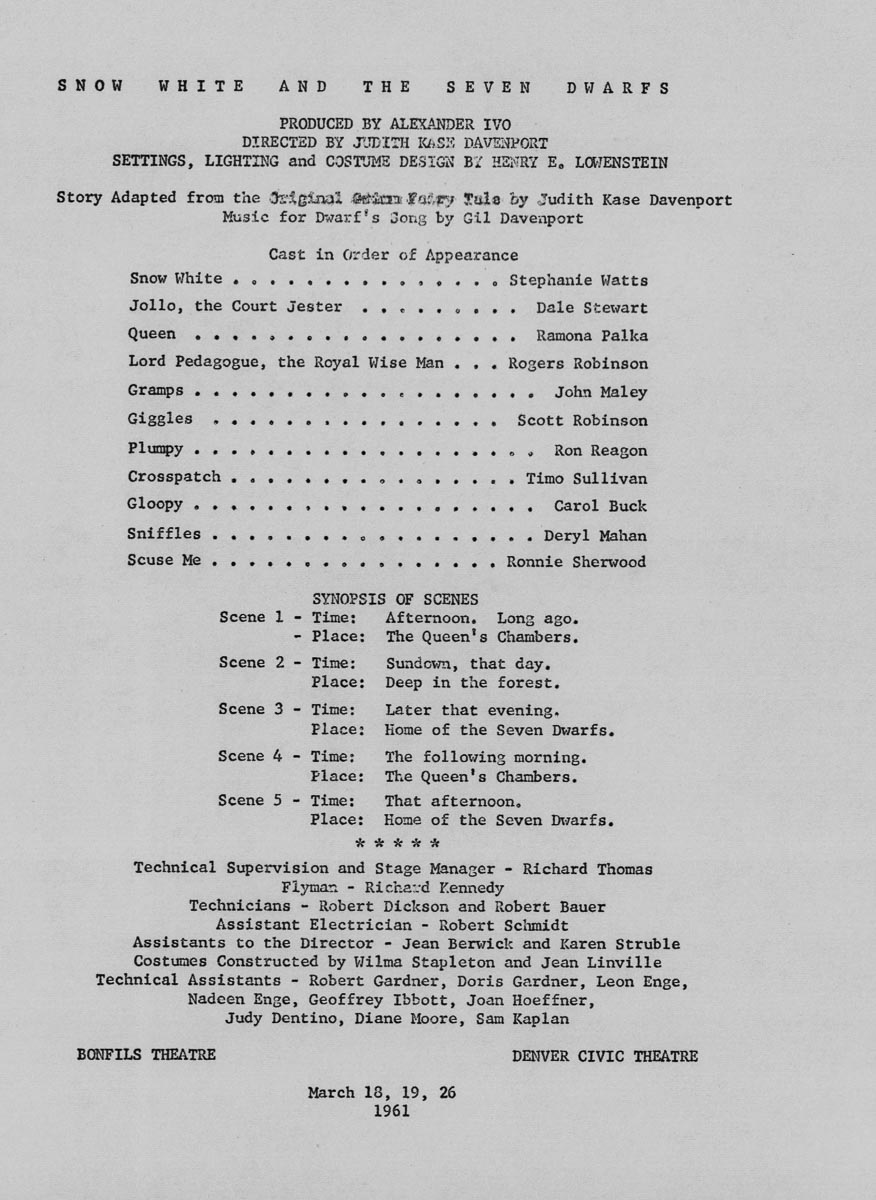 SNOW WHITE AND THE SEVEN DWARFS
PRODUCED BY ALEXANDER IVO
DIRECTED BY JUDITH KASE DAVENPORT
SETTINGS, LIGHTING and COSTUME DESIGN BY HENRY E. LOWENSTEIN
Story Adapted from the Original Fairy Tale by Judith Kase Davenport
Music for Dwarf's Song by Gil Davenport
Cast in Order of Appearance
Snow White . . . . . . . . . . . . . . . Stephanie Watts
Jollo, the Court Jester . . . . . . . . . Dale Stewart
Queen . . . . . . . . . . . . . . . . . . Ramona Palka
Lord Pedagogue, the Royal Wise Man . . . Rogers Robinson
Gramps . . . . . . . . . . . . . . . . . . . John Maley
Giggles . . . . . . . . . . . . . . . . Scott Robinson
Plumpy . . . . . . . . . . . . . . . . . . . Ron Reagon
Crosspatch . . . . . . . . . . . . . . . . Timo Sullivan
Gloopy . . . . . . . . . . . . . . . . . . . Carol Buck
Sniffles . . . . . . . . . . . . . . . . . . Deryl Mahan
Scuse Me . . . . . . . . . . . . . . . . Ronnie Sherwood
SYNOPSIS OF SCENES
Scene 1 - Time: Afternoon. Long ago.
- Place: The Queen's Chambers.
Scene 2 - Time: Sundown, that day.
Place: Deep in the forest.
Scene 3 - Time: Later that evening.
Place: Home of the Seven Dwarfs.
Scene 4 - Time: The following morning.
Place: The Queen's Chambers.
Scene 5 - Time: That afternoon.
Place: Home of the Seven Dwarfs.
* * * * *
Technical Supervision and Stage Manager - Richard Thomas
Flyman - Richard Kennedy
Technicians - Robert Dickson and Robert Bauer
Assistant Electrician - Robert Schmidt
Assistants to the Director - Jean Berwick and Karen Struble
Costumes Constructed by Wilma Stapleton and Jean Linville
Technical Assistants - Robert Gardner, Doris Gardner, Leon Enge,
Nadeen Enge, Geoffrey Ibbott, Joan Hoeffner,
Judy Dentino, Diane Moore, Sam Kaplan
BONFILS THEATRE DENVER CIVIC THEATRE
March 18, 19, 26
1961